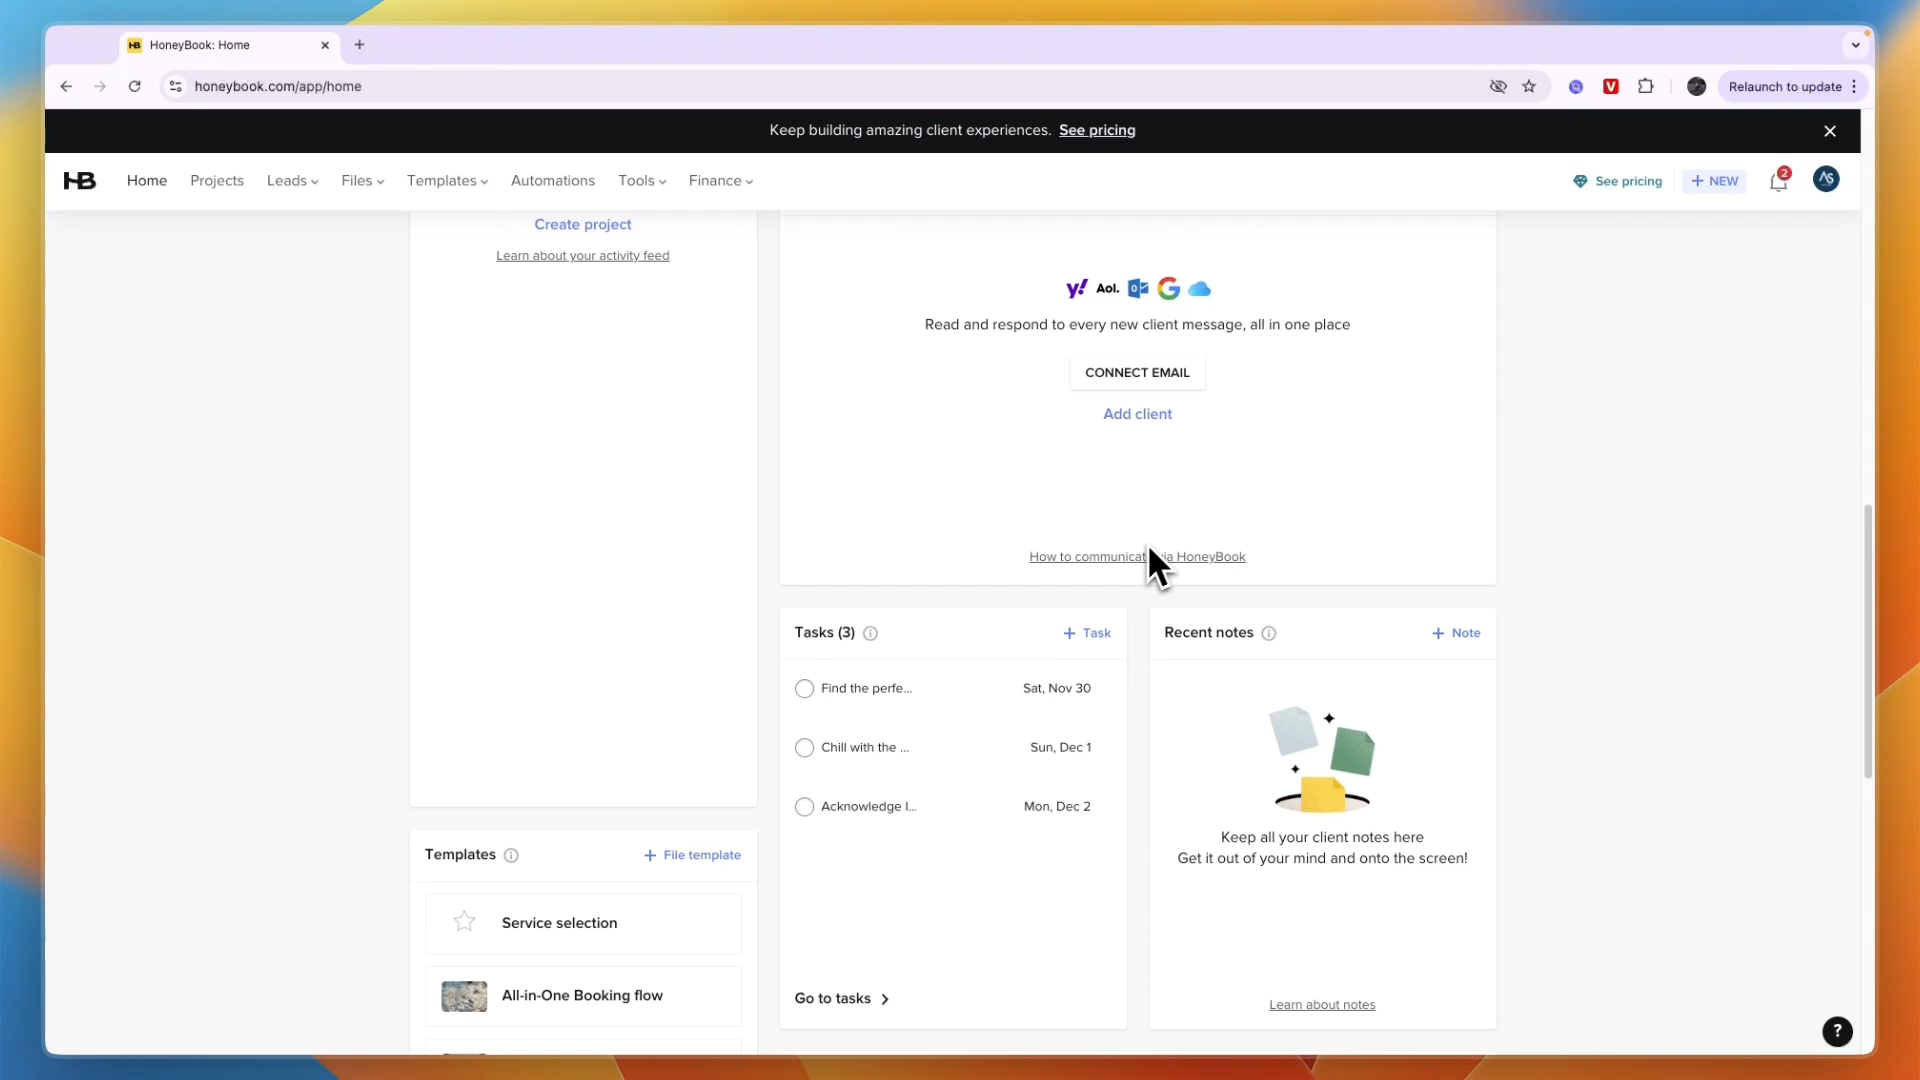 HoneyBook: Home
honeybook.com/app/home
Relaunch to update
Keep building amazing client experiences. See pricing
HB Home Projects Leads Files Templates Automations Tools Finance See pricing + NEW 2 AS
Create project
Learn about your activity feed
y! Aol. G
Read and respond to every new client message, all in one place
CONNECT EMAIL
Add client
How to communicat ia HoneyBook
Tasks (3) + Task
Find the perfe... Sat, Nov 30
Chill with the ... Sun, Dec 1
Acknowledge I... Mon, Dec 2
Go to tasks
Recent notes + Note
Keep all your client notes here
Get it out of your mind and onto the screen!
Learn about notes
Templates + File template
Service selection
All-in-One Booking flow
?